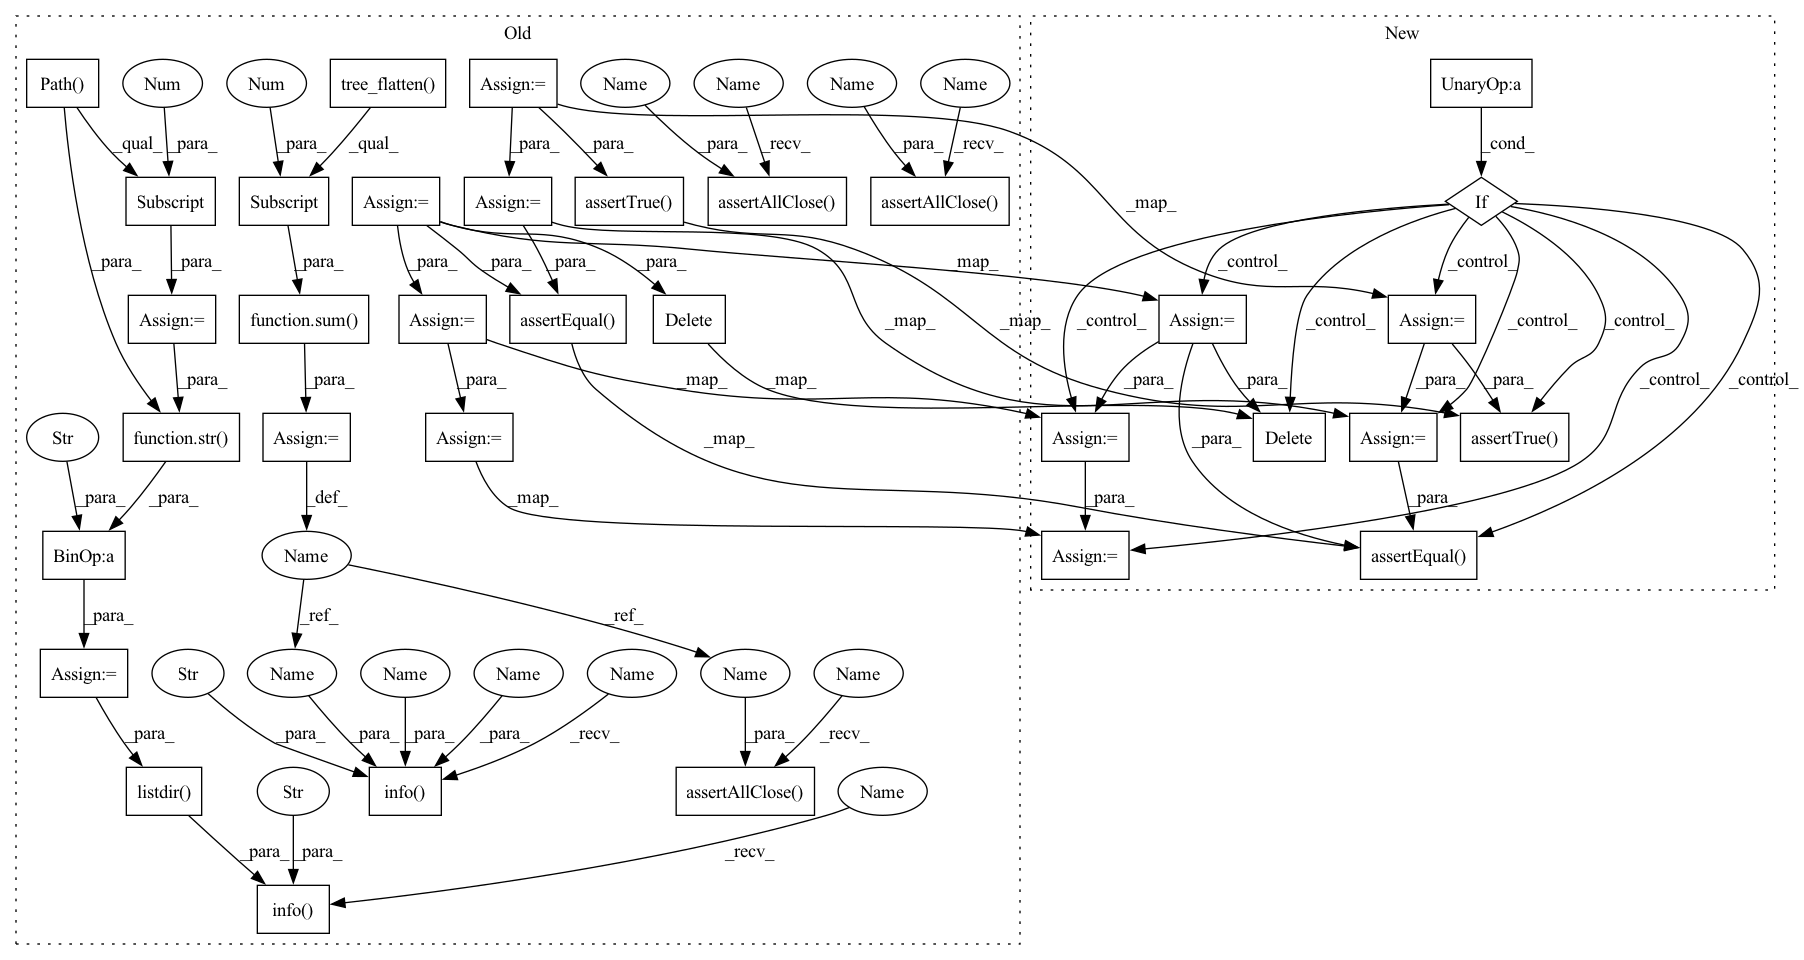 Old
New
Path()
Num
Num
tree_flatten()
Assign:=
Name
Name
Name
Name
UnaryOp:a
_qual_
_para_
_para_
_qual_
_para_
_para_
_para_
_recv_
_para_
_recv_
_cond_
Subscript
Subscript
Assign:=
Assign:=
assertTrue()
assertAllClose()
assertAllClose()
If
_map_
_para_
_para_
_para_
_para_
_para_
_para_
_para_
_map_
_control_
_control_
Assign:=
function.sum()
Assign:=
assertEqual()
Delete
Assign:=
Assign:=
_map_
_map_
_control_
_control_
_control_
_control_
_para_
_para_
_para_
_map_
_map_
_para_
_para_
_para_
_para_
_control_
_control_
Str
function.str()
Assign:=
Assign:=
Assign:=
Delete
Assign:=
assertTrue()
_map_
_para_
_para_
_para_
_def_
_map_
_para_
_para_
BinOp:a
Name
Assign:=
assertEqual()
_para_
_ref_
_ref_
Assign:=
Str
Name
Name
Name
Name
Name
Name
_para_
_para_
_para_
_para_
_para_
_recv_
_para_
_recv_
listdir()
Str
info()
assertAllClose()
Name
_para_
_para_
_recv_
info()